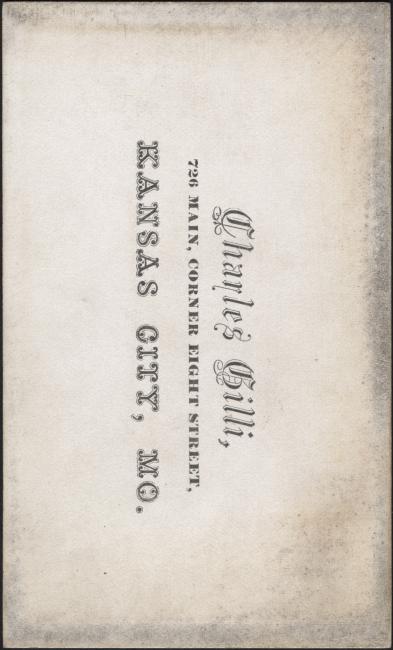 Charles Gilli,
726 MAIN, CORNER EIGHT STREET,
KANSAS CITY, MO.